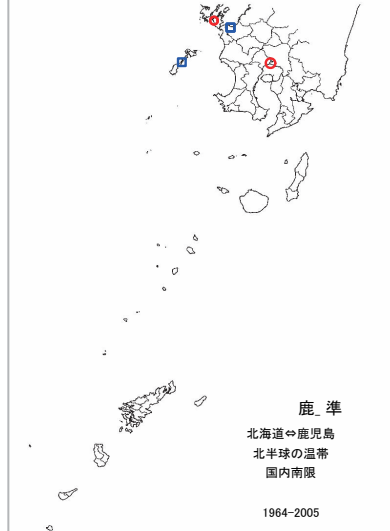 鹿_ 準
北海道⇔鹿児島
北半球の温帯
国内南限
1964-2005